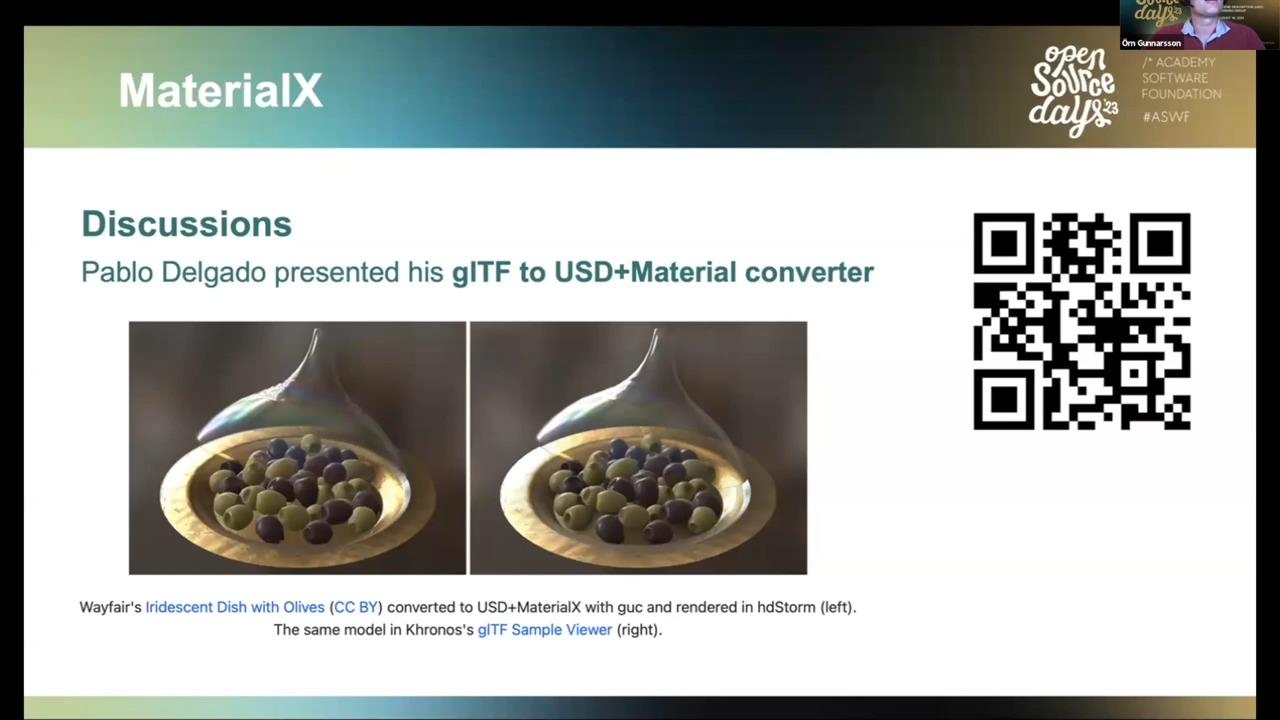 MaterialX
open
Source
days'23
/* ACADEMY
SOFTWARE
FOUNDATION
#ASWF
days'23
Örn Gunnarsson
Discussions
Pablo Delgado presented his glTF to USD+Material converter
Wayfair's Iridescent Dish with Olives (CC BY) converted to USD+MaterialX with guc and rendered in hdStorm (left).
The same model in Khronos's glTF Sample Viewer (right).